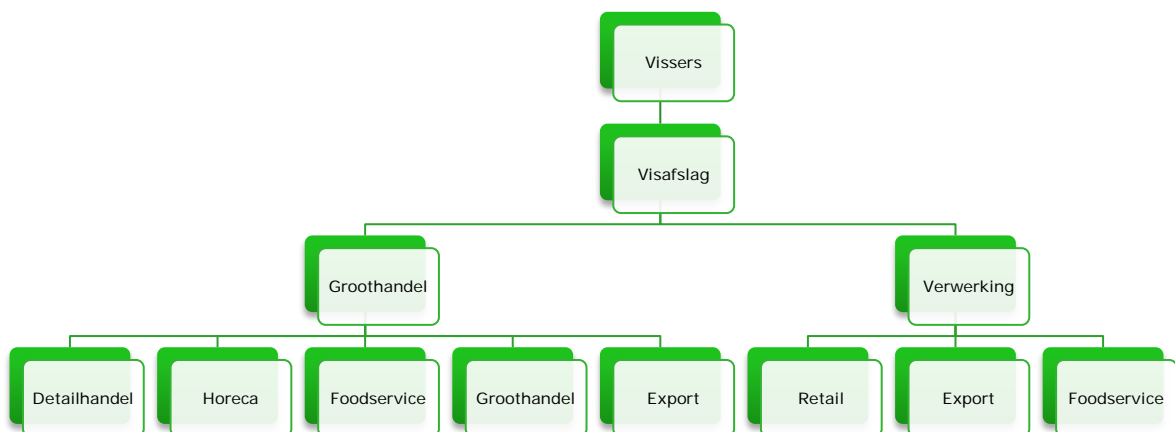 Vissers
Visafslag
Groothandel
Verwerking
Detailhandel
Horeca
Foodservice
Groothandel
Export
Retail
Export
Foodservice